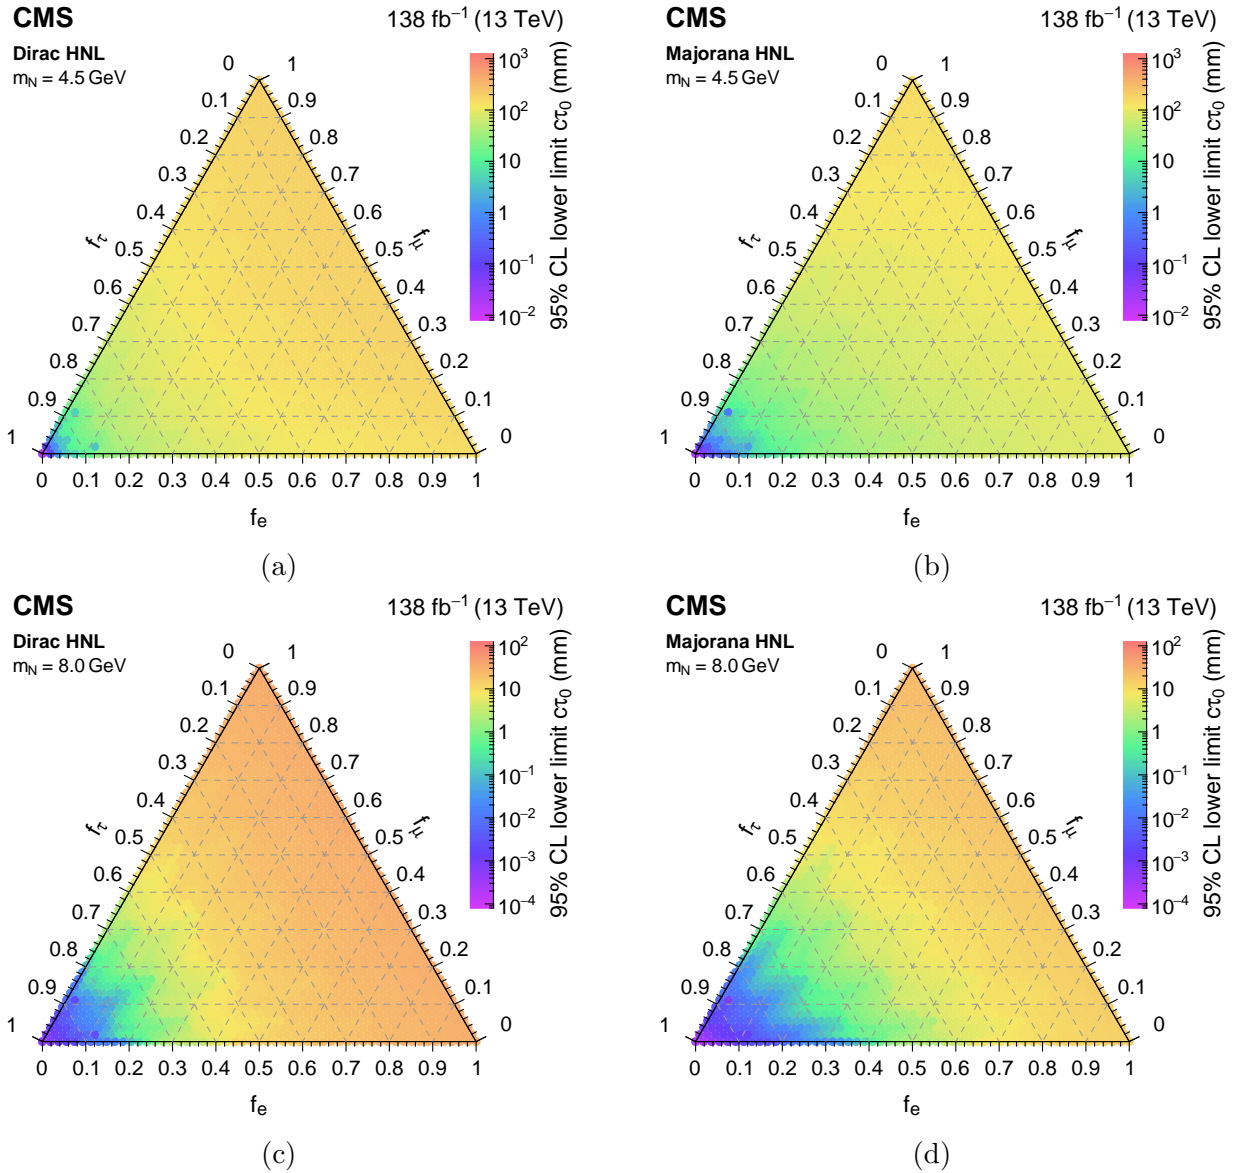 CMS 138 fb⁻¹ (13 TeV)
Dirac HNL
m_N = 4.5 GeV
0 1
0.1 0.9
0.2 0.8
0.3 0.7
0.4 0.6
0.5 0.5
0.6 0.4
0.7 0.3
0.8 0.2
0.9 0.1
1 0
f_τ
f_μ
0 0.1 0.2 0.3 0.4 0.5 0.6 0.7 0.8 0.9 1
f_e
10³
10²
10
1
10⁻¹
10⁻²
95% CL lower limit cτ₀ (mm)
(a)
CMS 138 fb⁻¹ (13 TeV)
Majorana HNL
m_N = 4.5 GeV
0 1
0.1 0.9
0.2 0.8
0.3 0.7
0.4 0.6
0.5 0.5
0.6 0.4
0.7 0.3
0.8 0.2
0.9 0.1
1 0
f_τ
f_μ
0 0.1 0.2 0.3 0.4 0.5 0.6 0.7 0.8 0.9 1
f_e
10³
10²
10
1
10⁻¹
10⁻²
95% CL lower limit cτ₀ (mm)
(b)
CMS 138 fb⁻¹ (13 TeV)
Dirac HNL
m_N = 8.0 GeV
0 1
0.1 0.9
0.2 0.8
0.3 0.7
0.4 0.6
0.5 0.5
0.6 0.4
0.7 0.3
0.8 0.2
0.9 0.1
1 0
f_τ
f_μ
0 0.1 0.2 0.3 0.4 0.5 0.6 0.7 0.8 0.9 1
f_e
10²
10
1
10⁻¹
10⁻²
10⁻³
10⁻⁴
95% CL lower limit cτ₀ (mm)
(c)
CMS 138 fb⁻¹ (13 TeV)
Majorana HNL
m_N = 8.0 GeV
0 1
0.1 0.9
0.2 0.8
0.3 0.7
0.4 0.6
0.5 0.5
0.6 0.4
0.7 0.3
0.8 0.2
0.9 0.1
1 0
f_τ
f_μ
0 0.1 0.2 0.3 0.4 0.5 0.6 0.7 0.8 0.9 1
f_e
10²
10
1
10⁻¹
10⁻²
10⁻³
10⁻⁴
95% CL lower limit cτ₀ (mm)
(d)